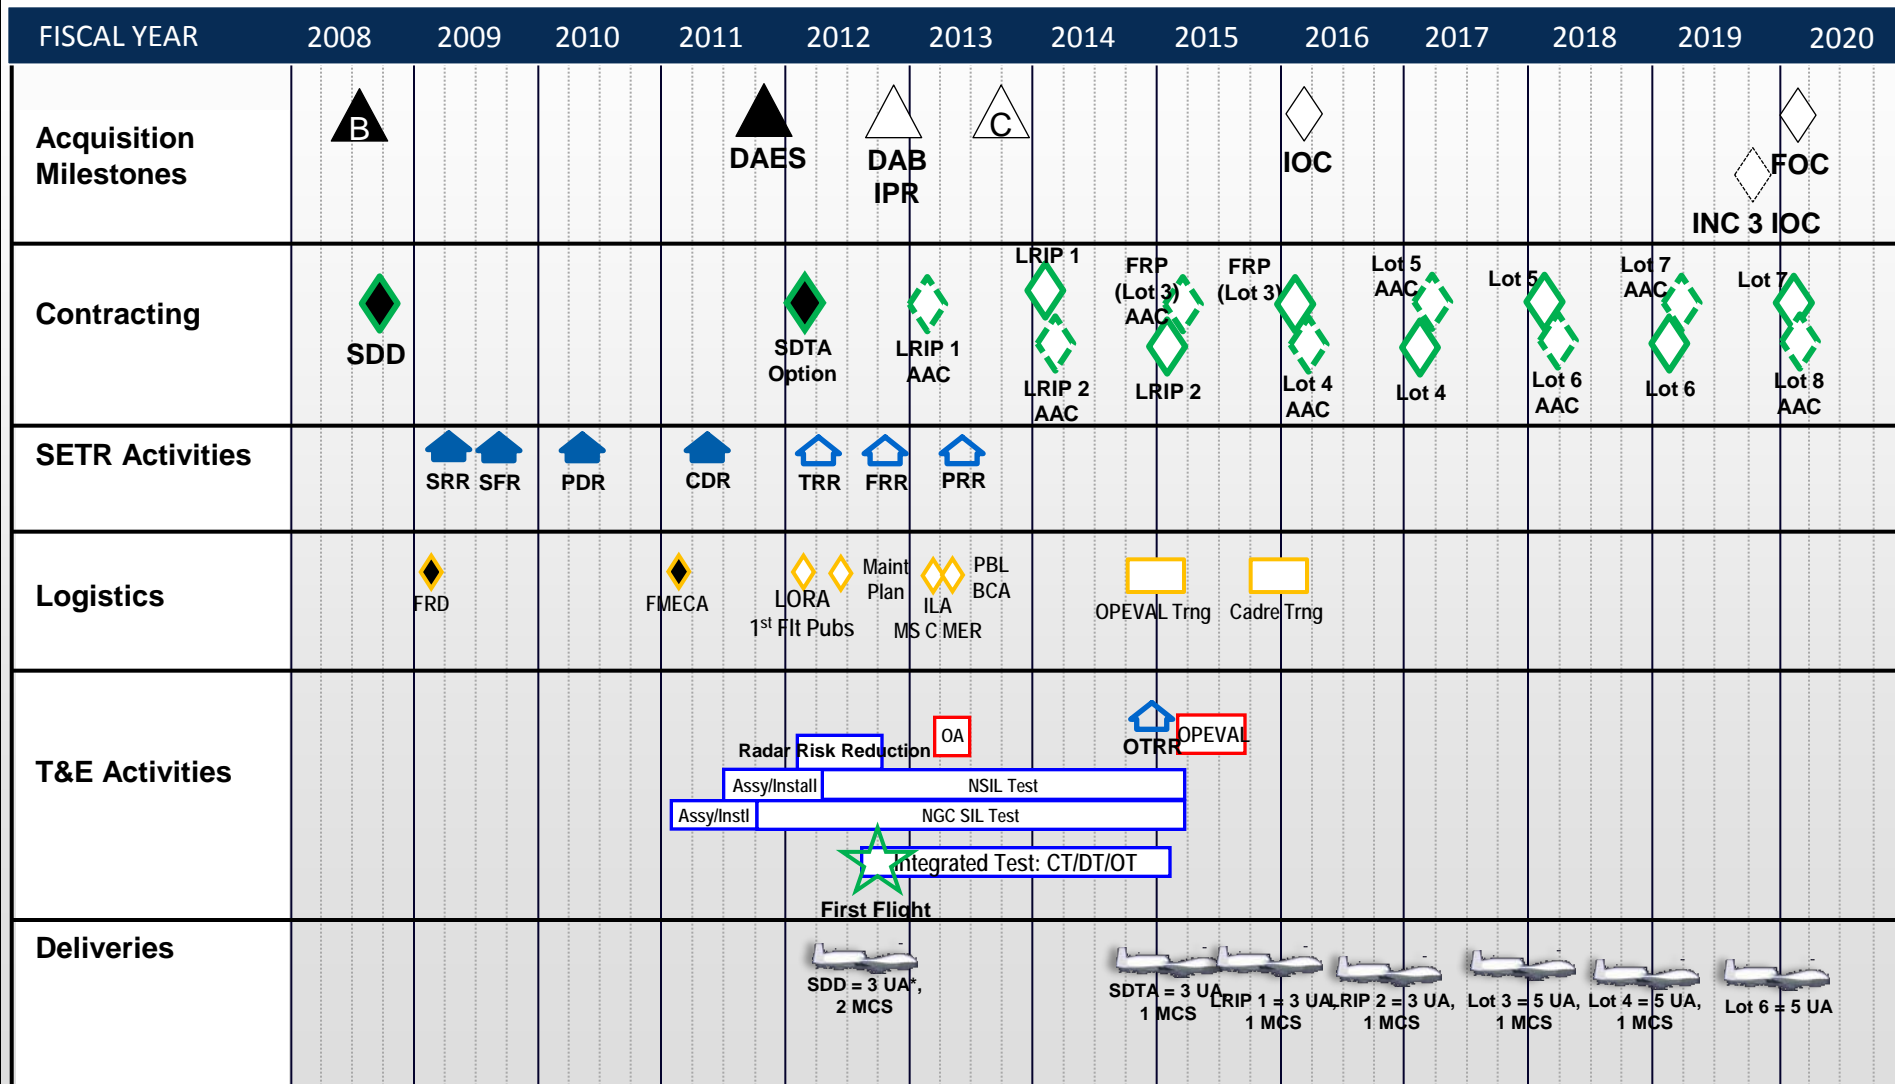 FISCAL YEAR 2008 2009 2010 2011 2012 2013 2014 2015 2016 2017 2018 2019 2020
Acquisition
Milestones
B
DAES
DAB
IPR
C
IOC
FOC
INC 3 IOC
Contracting
SDD
SDTA
Option
LRIP 1
AAC
LRIP 1
LRIP 2
AAC
FRP
(Lot 3)
AAC
LRIP 2
FRP
(Lot 3)
Lot 4
AAC
Lot 5
AAC
Lot 4
Lot 5
Lot 6
AAC
Lot 7
AAC
Lot 6
Lot 7
Lot 8
AAC
SETR Activities
SRR
SFR
PDR
CDR
TRR
FRR
PRR
Logistics
FRD
FMECA
LORA
1st Flt Pubs
Maint
Plan
ILA
MS C MER
PBL
BCA
OPEVAL Trng
Cadre Trng
T&E Activities
Radar Risk Reduction
OA
OTRR
OPEVAL
Assy/Install
NSIL Test
Assy/Instl
NGC SIL Test
Integrated Test: CT/DT/OT
First Flight
Deliveries
SDD = 3 UA*,
2 MCS
SDTA = 3 UA
1 MCS
LRIP 1 = 3 UA,
1 MCS
LRIP 2 = 3 UA,
1 MCS
Lot 3 = 5 UA,
1 MCS
Lot 4 = 5 UA,
1 MCS
Lot 6 = 5 UA